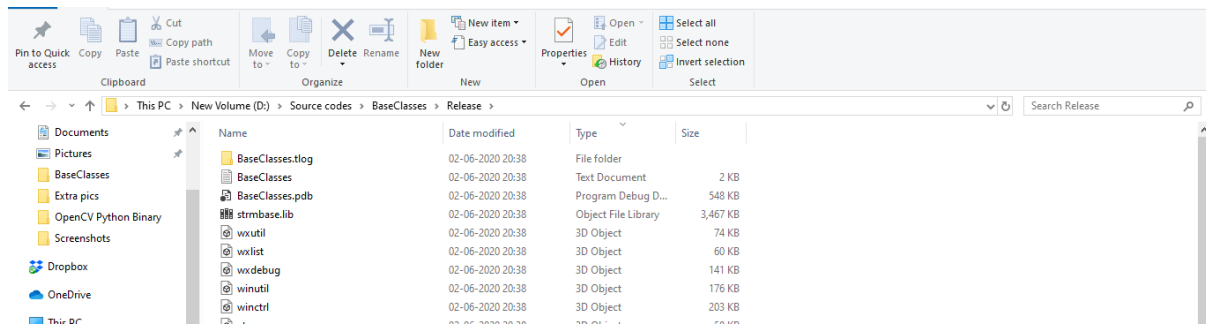 Cut
Copy path
Paste shortcut
Pin to Quick access
Copy
Paste
Clipboard
Move to
Copy to
Delete
Rename
Organize
New folder
New item
Easy access
New
Properties
Open
Edit
History
Open
Select all
Select none
Invert selection
Select
This PC > New Volume (D:) > Source codes > BaseClasses > Release >
Search Release
Documents
Pictures
BaseClasses
Extra pics
OpenCV Python Binary
Screenshots
Dropbox
OneDrive
This PC
Name Date modified Type Size
BaseClasses.tlog 02-06-2020 20:38 File folder
BaseClasses 02-06-2020 20:38 Text Document 2 KB
BaseClasses.pdb 02-06-2020 20:38 Program Debug D... 548 KB
strmbase.lib 02-06-2020 20:38 Object File Library 3,467 KB
wxutil 02-06-2020 20:38 3D Object 74 KB
wxlist 02-06-2020 20:38 3D Object 60 KB
wxdebug 02-06-2020 20:38 3D Object 141 KB
winutil 02-06-2020 20:38 3D Object 176 KB
winctrl 02-06-2020 20:38 3D Object 203 KB